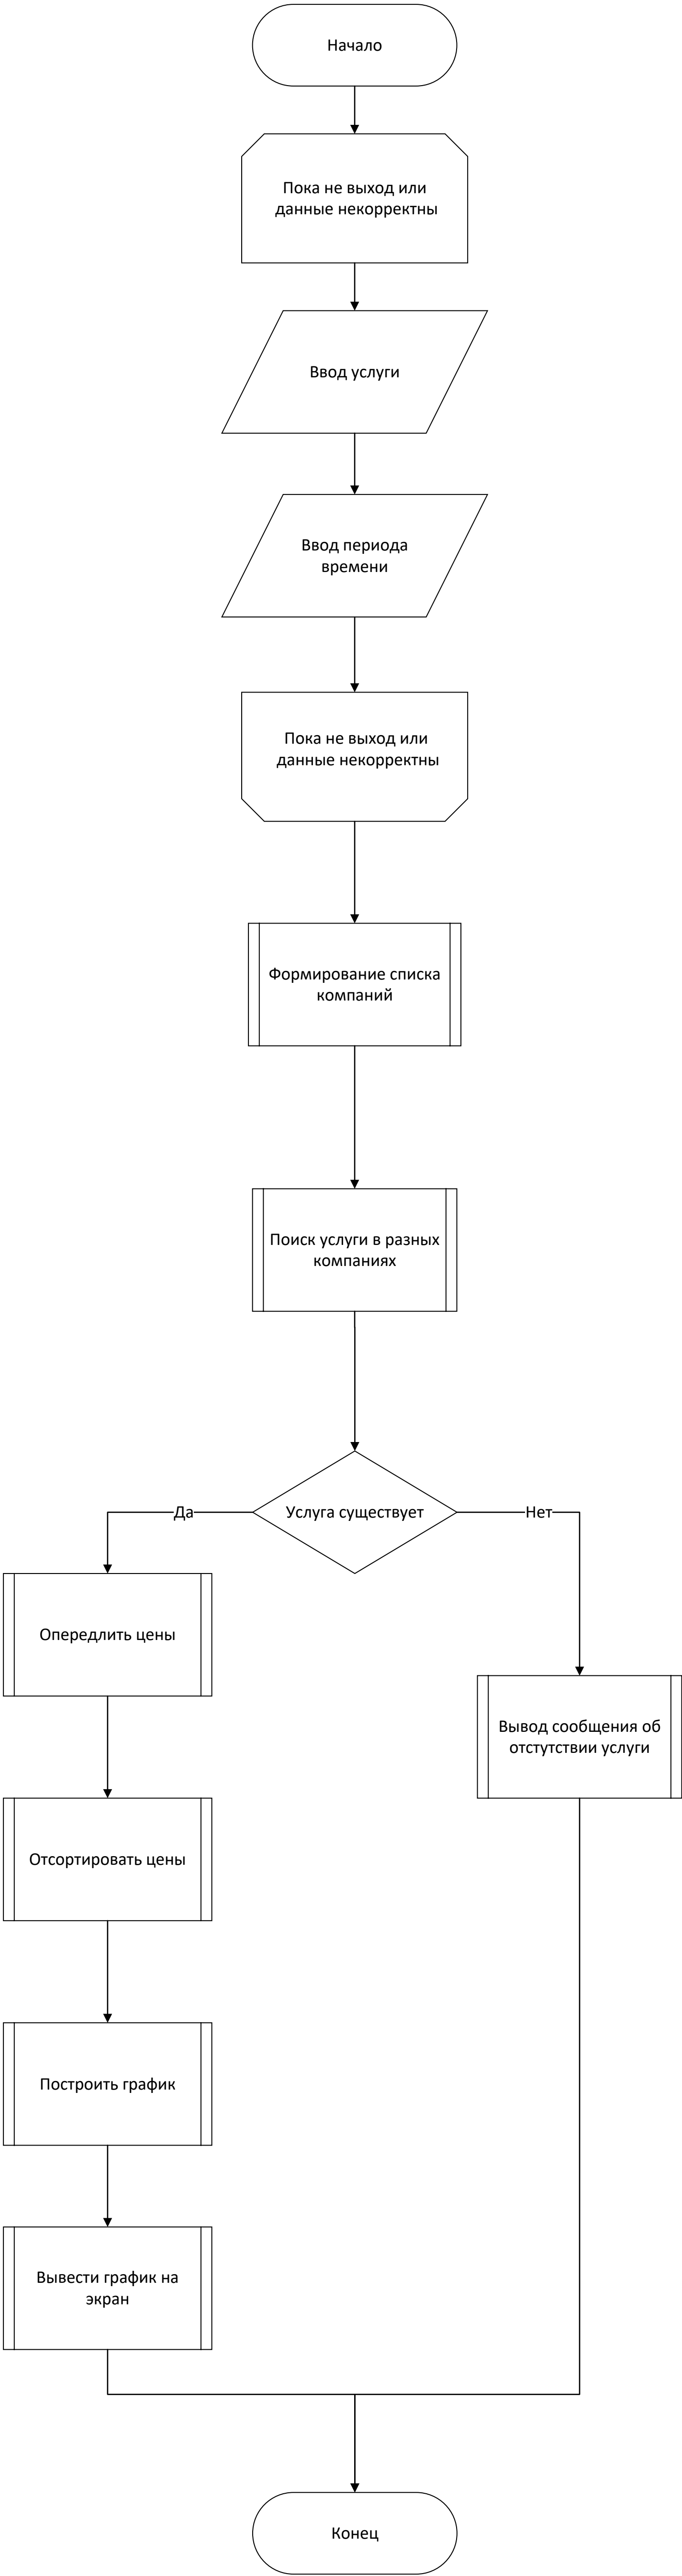 Начало
Пока не выход или
данные некорректны
Ввод услуги
Ввод периода
времени
Пока не выход или
данные некорректны
Формирование списка
компаний
Поиск услуги в разных
компаниях
Да
Услуга существует
Нет
Опередлить цены
Вывод сообщения об
отстутствии услуги
Отсортировать цены
Построить график
Вывести график на
экран
Конец